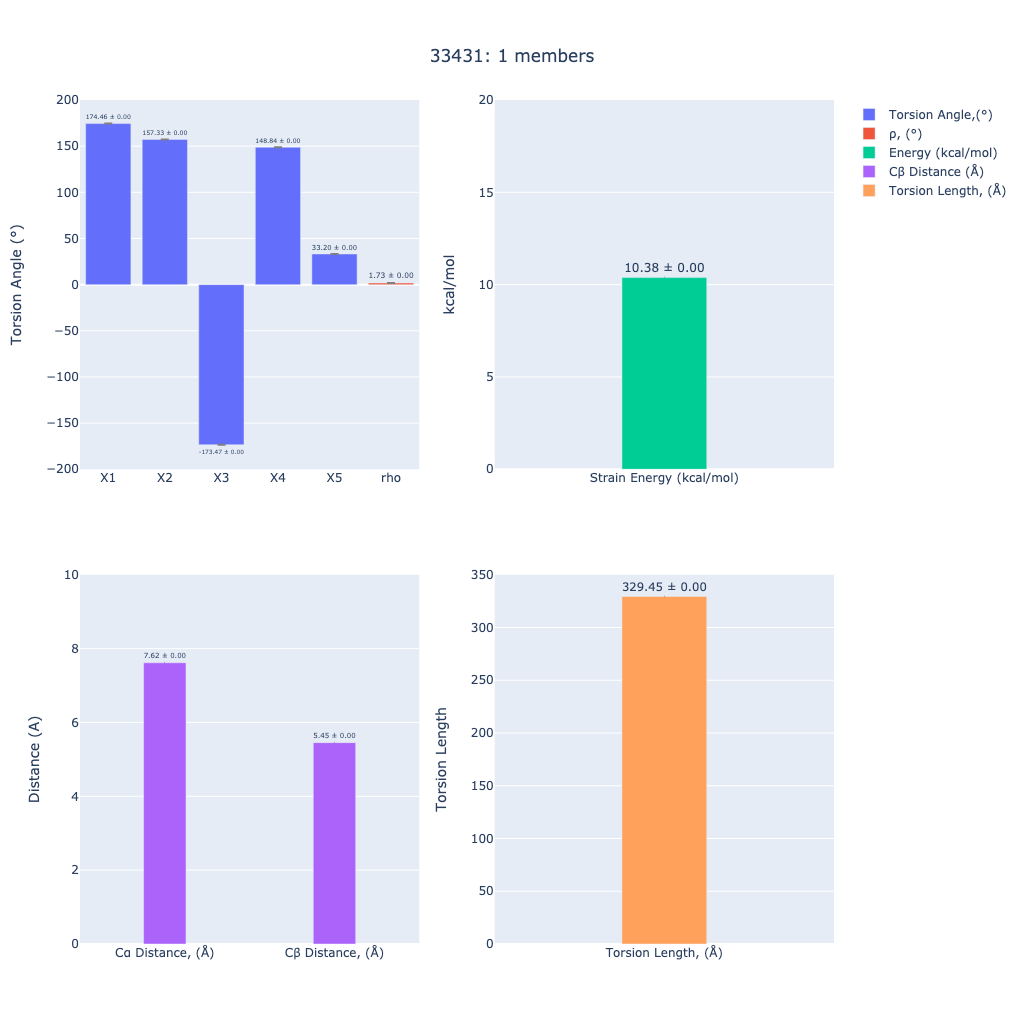 33431: 1 members
Torsion Angle (°)
200
150
100
50
0
−50
−100
−150
−200
174.46 ± 0.00
157.33 ± 0.00
-173.47 ± 0.00
148.84 ± 0.00
33.20 ± 0.00
1.73 ± 0.00
X1 X2 X3 X4 X5 rho
kcal/mol
20
15
10
5
0
10.38 ± 0.00
Strain Energy (kcal/mol)
Torsion Angle,(°)
ρ, (°)
Energy (kcal/mol)
Cβ Distance (Å)
Torsion Length, (Å)
Distance (A)
10
8
6
4
2
0
7.62 ± 0.00
5.45 ± 0.00
Cα Distance, (Å) Cβ Distance, (Å)
Torsion Length
350
300
250
200
150
100
50
0
329.45 ± 0.00
Torsion Length, (Å)